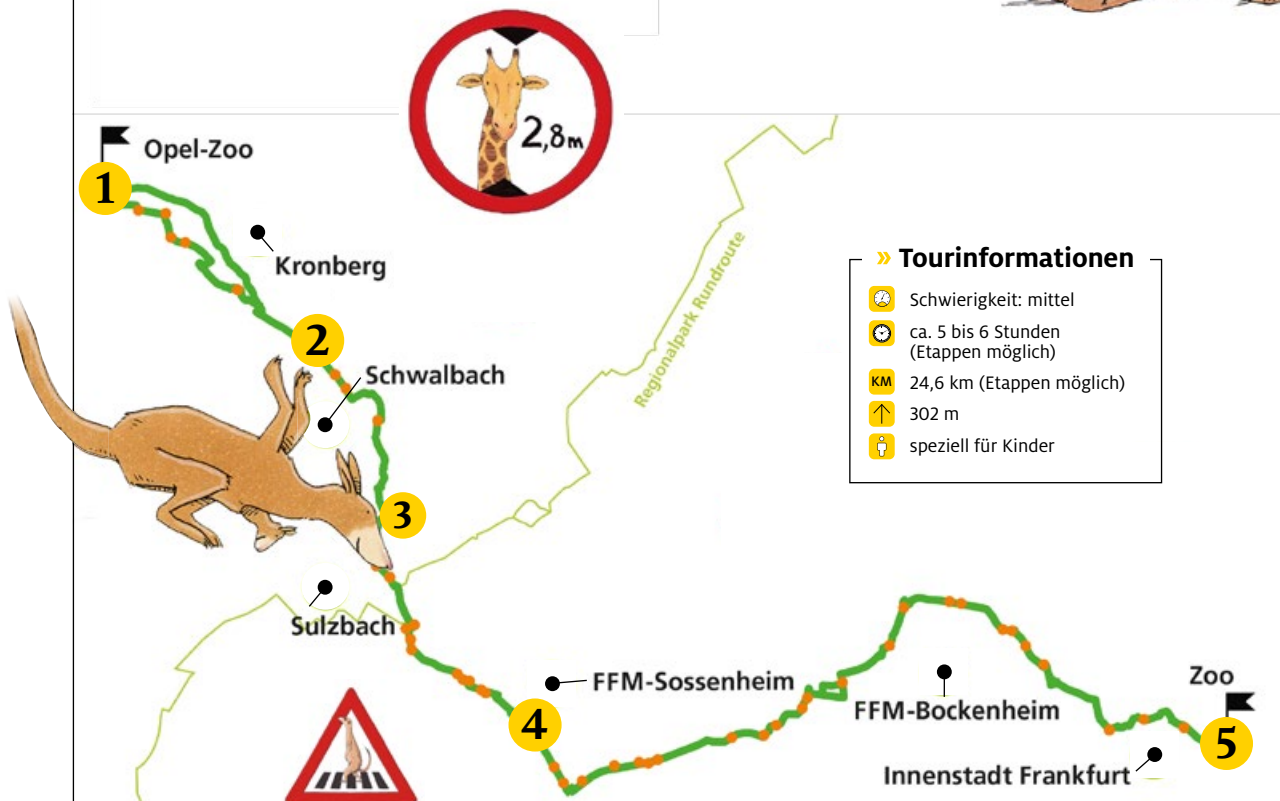 2,8m
Opel-Zoo
1
Kronberg
2
Schwalbach
Regionalpark Rundroute
» Tourinformationen
Schwierigkeit: mittel
ca. 5 bis 6 Stunden
(Etappen möglich)
KM 24,6 km (Etappen möglich)
302 m
speziell für Kinder
3
Sulzbach
FFM-Sossenheim
4
FFM-Bockenheim
Zoo
5
Innenstadt Frankfurt